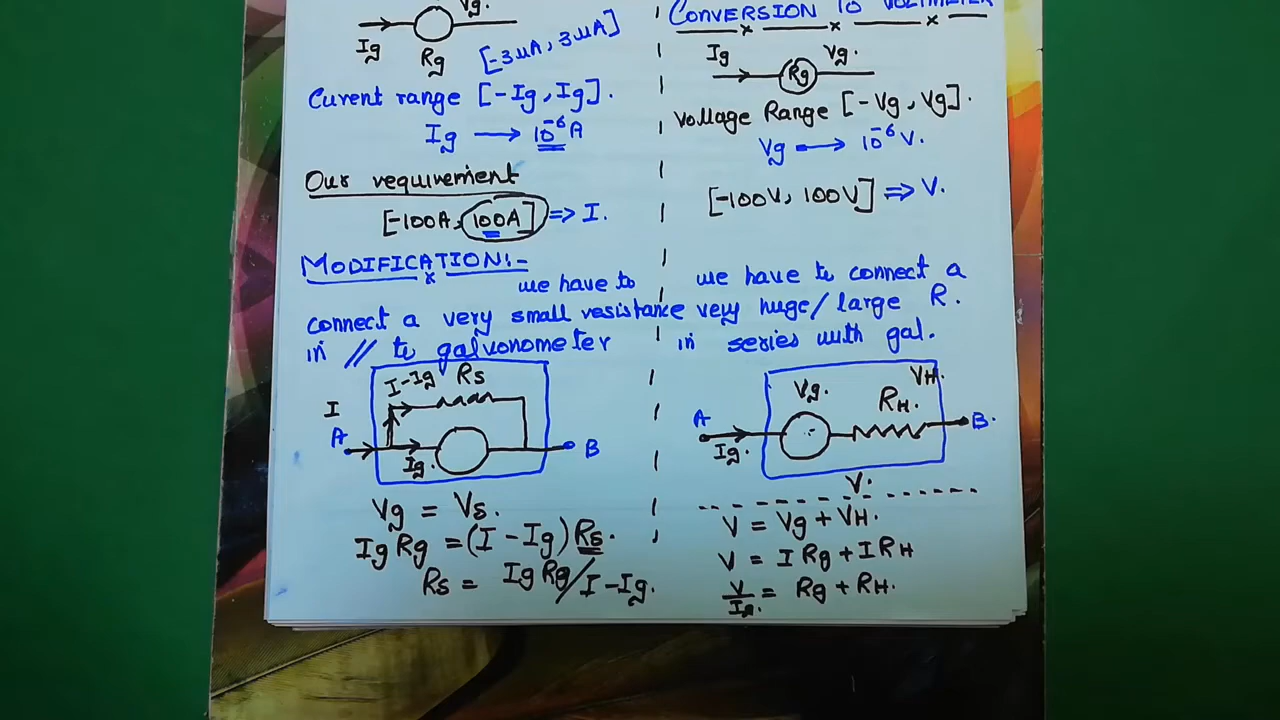 Vg.
Ig
Rg
[-3μA, 3μA]
Current range [-Ig, Ig].
Ig → 10⁻⁶A
Our requirement
[-100A, 100A] => I.
MODIFICATION:-
we have to
connect a very small resistance
in // to galvonometer
I-Ig Rs
I
A
Ig.
B
Vg = Vs.
IgRg = (I-Ig)Rs.
Rs = IgRg/I-Ig.
CONVERSION TO VOLTMETER
Ig
Vg.
Rg
Voltage Range [-Vg, Vg].
Vg → 10⁻⁶V.
[-100V, 100V] => V.
we have to connect a
very huge/large R.
in series with gal.
Vg.
VH.
RH.
A
Ig.
B.
V.
V = Vg + VH.
V = IRg + IRH
V/Ig. = Rg + RH.